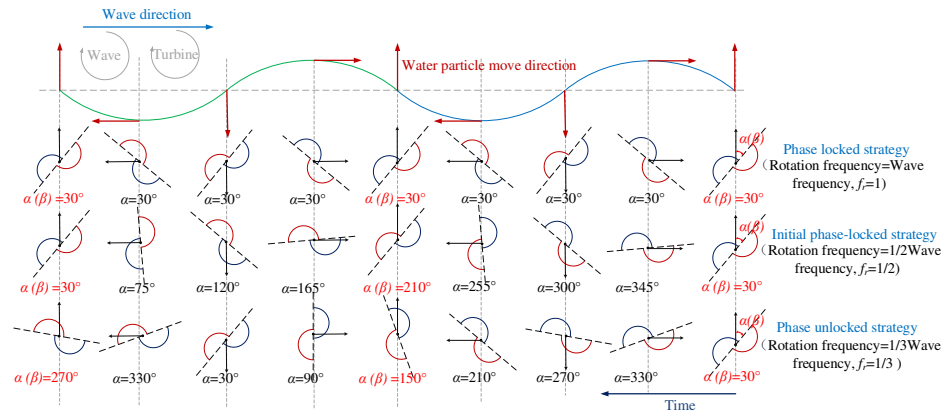 Wave direction
Wave
Turbine
Water particle move direction
α(β)
Phase locked strategy
(Rotation frequency=Wave
frequency, fr=1)
α (β) =30° α=30° α=30° α=30° α (β) =30° α=30° α=30° α=30° α (β) =30°
α(β)
Initial phase-locked strategy
(Rotation frequency=1/2Wave
frequency, fr=1/2)
α (β) =30° α=75° α=120° α=165° α (β) =210° α=255° α=300° α=345° α (β) =30°
α(β)
Phase unlocked strategy
(Rotation frequency=1/3Wave
frequency, fr=1/3 )
α (β)=270° α=330° α=30° α=90° α (β)=150° α=210° α=270° α=330° α (β)=30°
Time